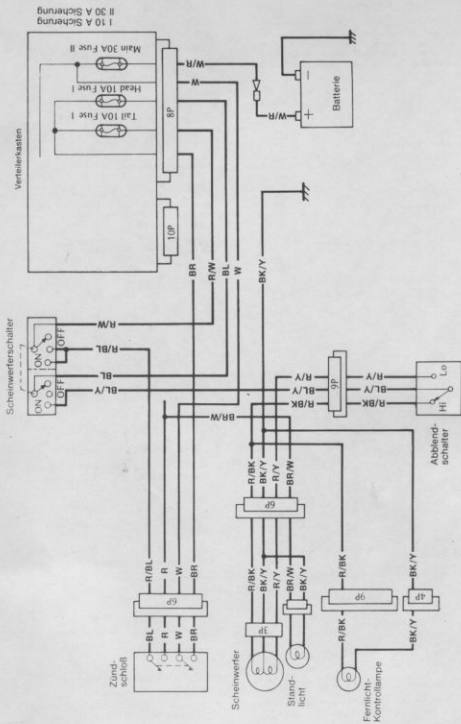 I 10 A Sicherung
II 30 A Sicherung
Verteilerkasten
Main 30A Fuse II
Head 10A Fuse I
Tail 10A Fuse I
8P
10P
W/R
W
BL
R/W
BR
W/R
+
−
Batterie
Scheinwerferschalter
ON
OFF
ON
OFF
R/W
R/BL
BL
BL/Y
R/W
BL
W
BR
BK/Y
BR/W
Zünd-
schloß
BL
R
W
BR
6P
R/BL
R
W
BR
Scheinwerfer
3P
R/BK
BK/Y
R/Y
Stand-
licht
BR/W
BK/Y
6P
R/BK
BK/Y
R/Y
BR/W
R/Y
BL/Y
R/BK
9P
R/Y
BL/Y
R/BK
Lo
Hi
Abblend-
schalter
Fernlicht-
Kontrollampe
R/BK
BK/Y
9P
4P
R/BK
BK/Y